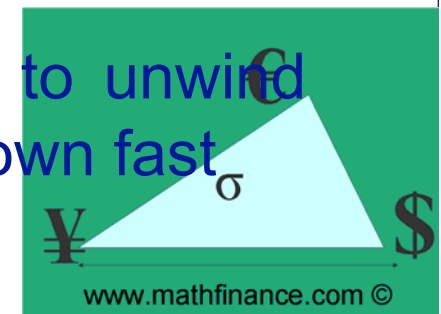 to unwind
€
own fast
σ
¥ $
www.mathfinance.com ©